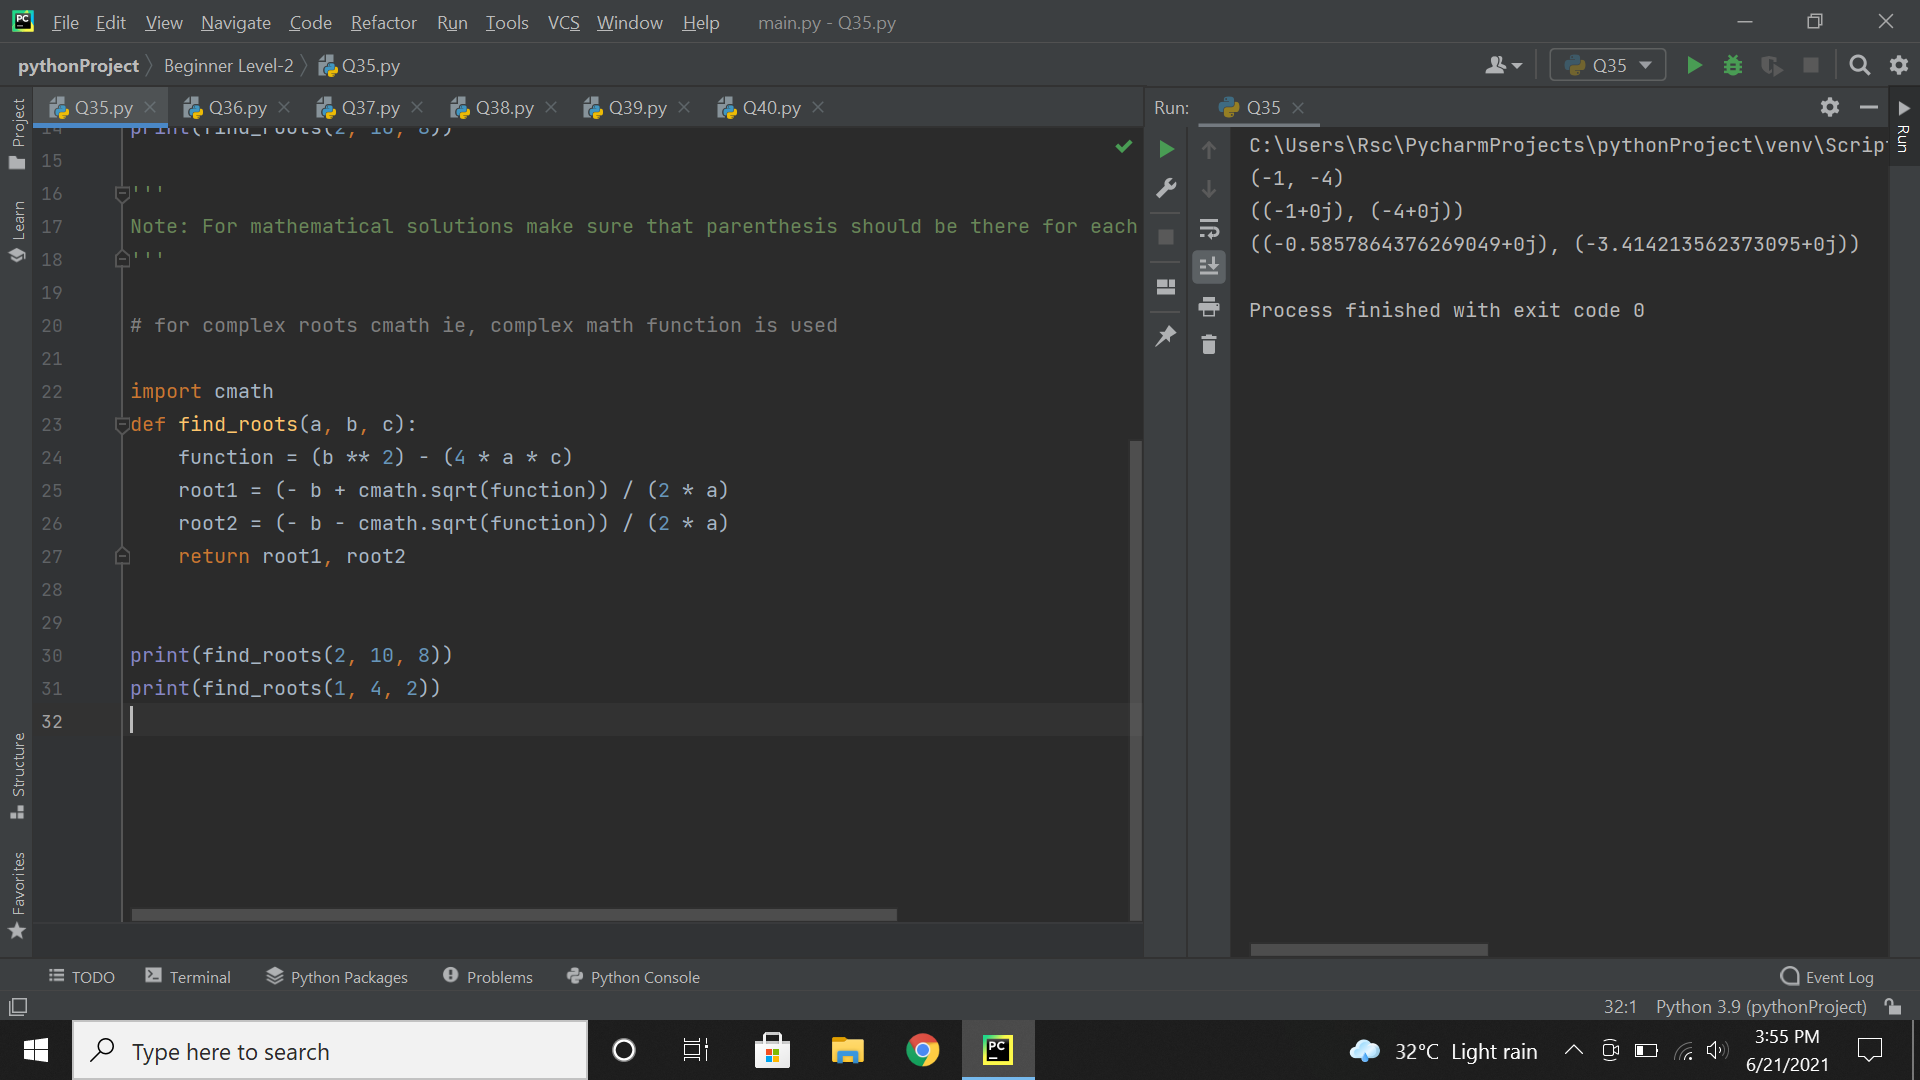 PC File Edit View Navigate Code Refactor Run Tools VCS Window Help main.py - Q35.py
pythonProject Beginner Level-2 Q35.py Q35
Q35.py Q36.py Q37.py Q38.py Q39.py Q40.py Run: Q35
Project
Learn
Structure
Favorites
Run
14 print(find_roots(2, 10, 8))
15
16 '''
17 Note: For mathematical solutions make sure that parenthesis should be there for each
18 '''
19
20 # for complex roots cmath ie, complex math function is used
21
22 import cmath
23 def find_roots(a, b, c):
24 function = (b ** 2) - (4 * a * c)
25 root1 = (- b + cmath.sqrt(function)) / (2 * a)
26 root2 = (- b - cmath.sqrt(function)) / (2 * a)
27 return root1, root2
28
29
30 print(find_roots(2, 10, 8))
31 print(find_roots(1, 4, 2))
32
C:\Users\Rsc\PycharmProjects\pythonProject\venv\Scrip
(-1, -4)
((-1+0j), (-4+0j))
((-0.5857864376269049+0j), (-3.414213562373095+0j))
Process finished with exit code 0
TODO Terminal Python Packages Problems Python Console Event Log
32:1 Python 3.9 (pythonProject)
Type here to search PC 32°C Light rain 3:55 PM
6/21/2021